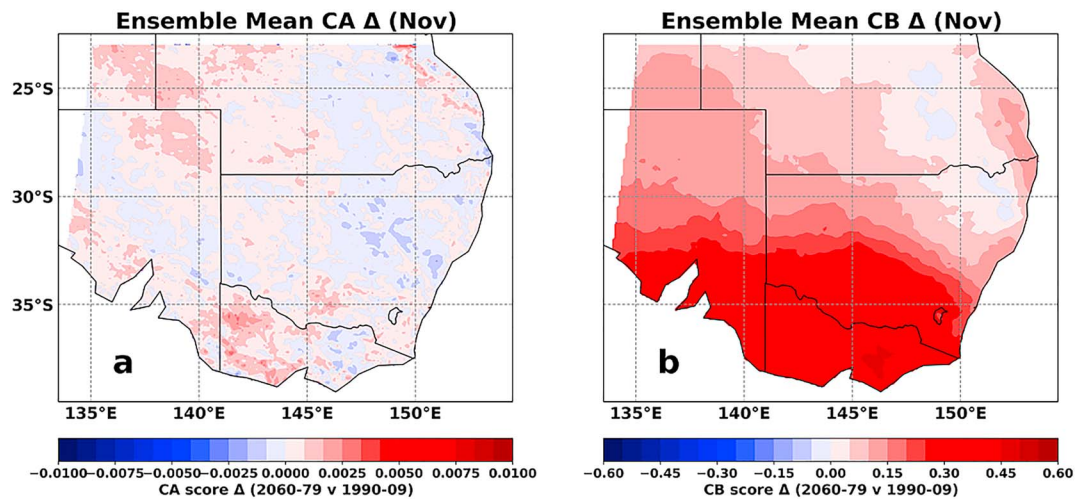 Ensemble Mean CA Δ (Nov)
25°S
30°S
35°S
a
135°E 140°E 145°E 150°E
−0.0100 −0.0075 −0.0050 −0.0025 0.0000 0.0025 0.0050 0.0075 0.0100
CA score Δ (2060-79 v 1990-09)
Ensemble Mean CB Δ (Nov)
b
135°E 140°E 145°E 150°E
−0.60 −0.45 −0.30 −0.15 0.00 0.15 0.30 0.45 0.60
CB score Δ (2060-79 v 1990-09)